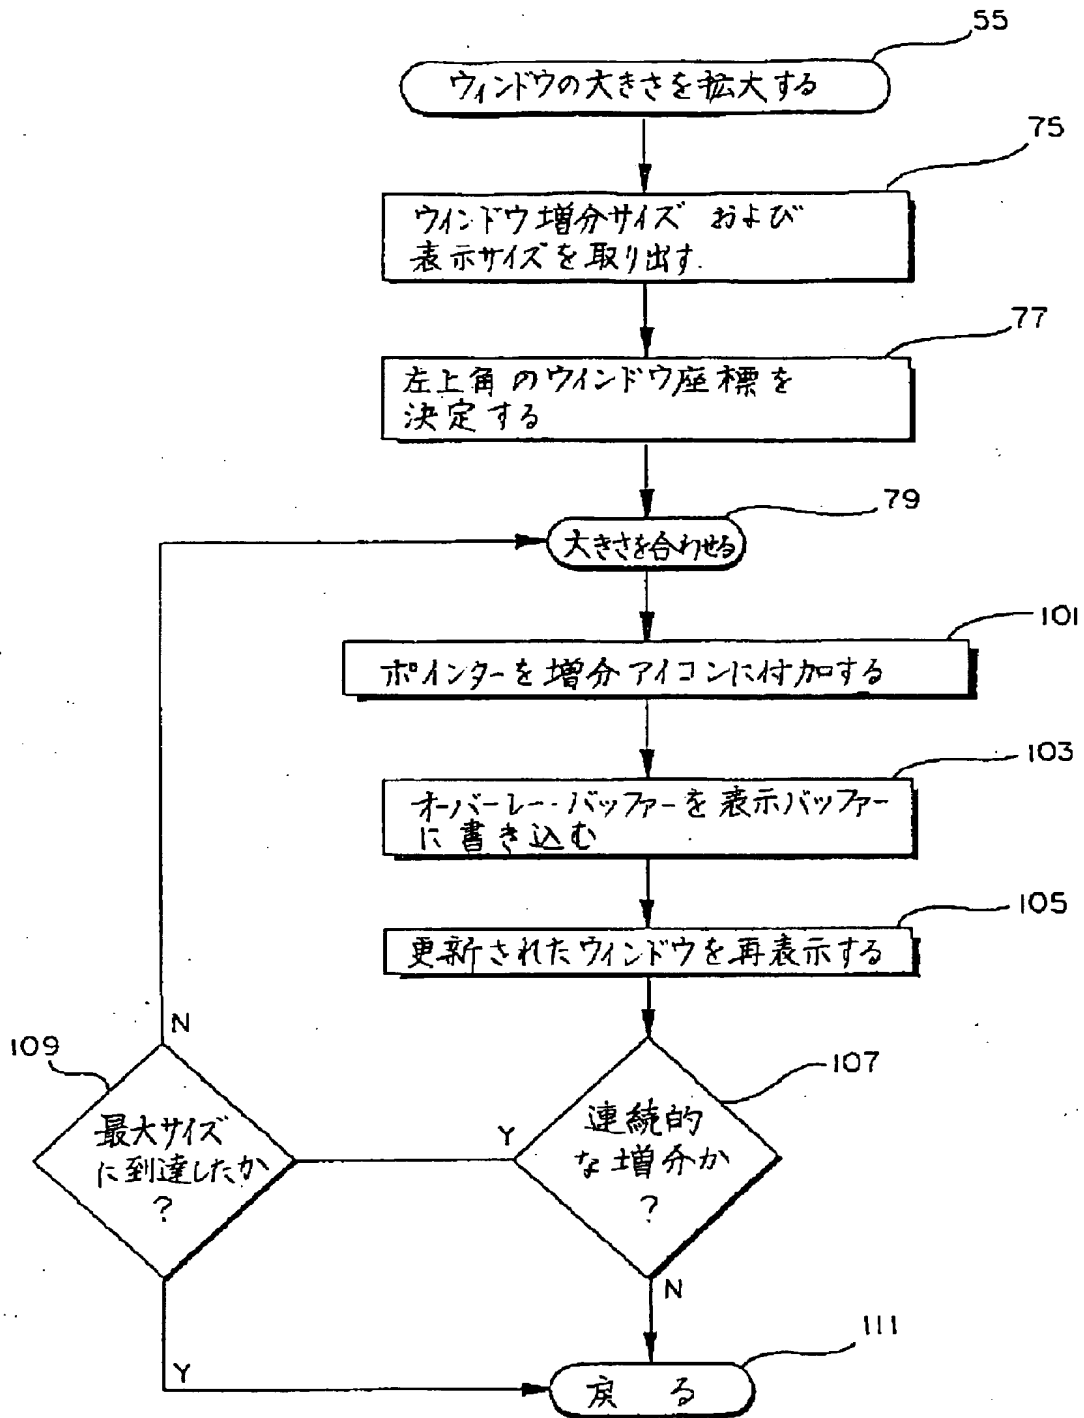 55
ウィンドウの大きさを拡大する
75
ウインドウ増分サイズ および
表示サイズを取り出す.
77
左上角のウインドウ座標を
決定する
79
大きさを合わせる
101
ポインターを増分アイコンに付加する
103
オーバーレー・バッファーを表示バッファー
に書き込む
105
更新されたウィンドウを再表示する
N
109
107
最大サイズ
に到達したか
?
Y
連続的
な増分か
?
N
111
Y
戻 る